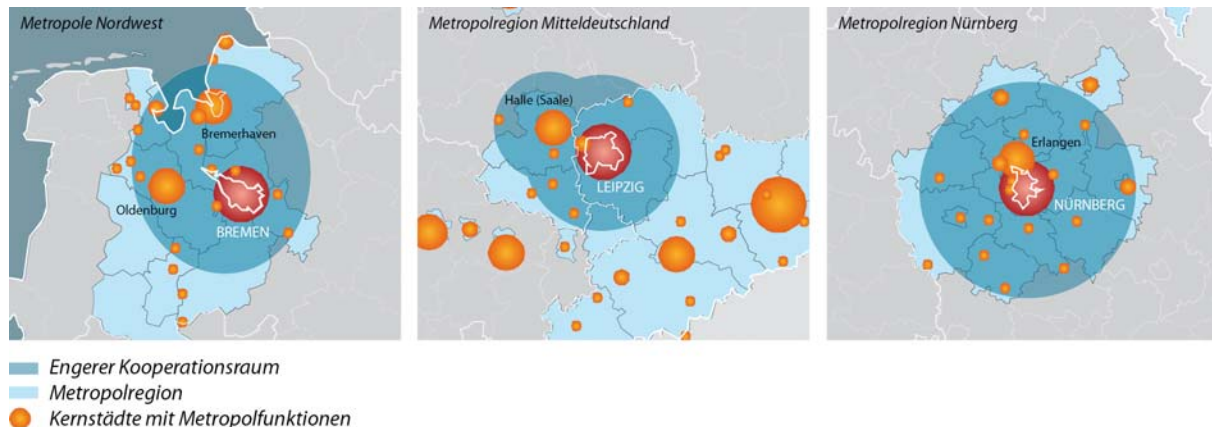 Metropole Nordwest
Bremerhaven
Oldenburg
BREMEN
Metropolregion Mitteldeutschland
Halle (Saale)
LEIPZIG
Metropolregion Nürnberg
Erlangen
NÜRNBERG
Engerer Kooperationsraum
Metropolregion
Kernstädte mit Metropolfunktionen